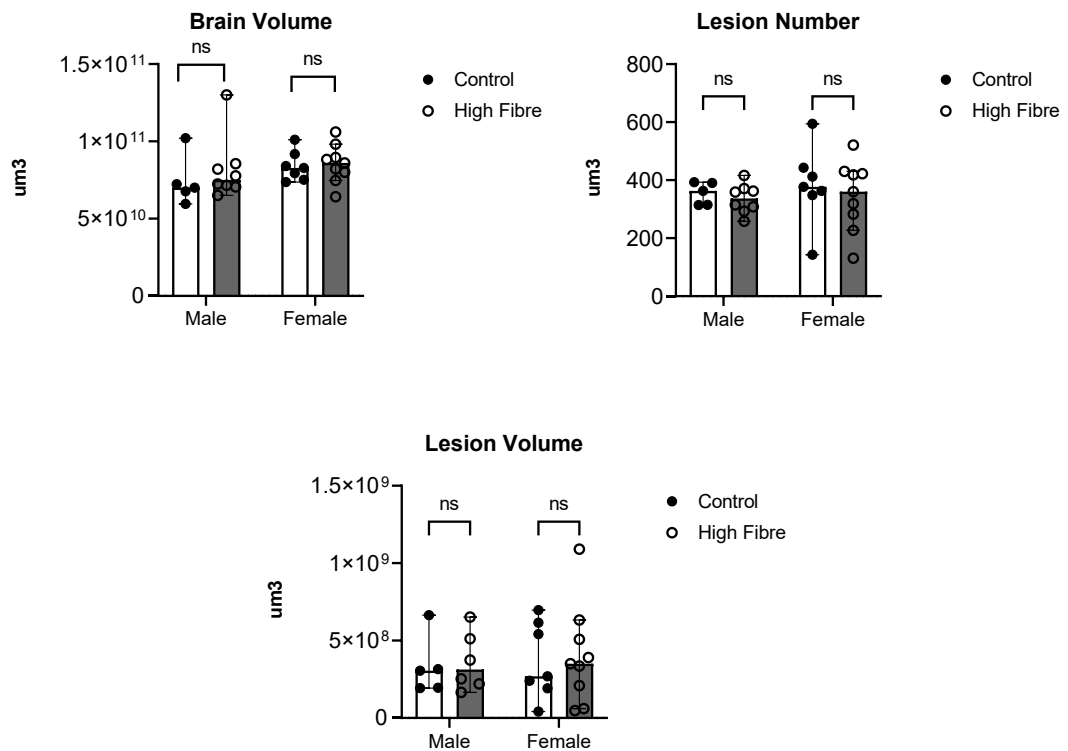 Brain Volume
1.5×10¹¹
1×10¹¹
5×10¹⁰
0
um3
ns
ns
Male
Female
Control
High Fibre
Lesion Number
800
600
400
200
0
um3
ns
ns
Male
Female
Control
High Fibre
Lesion Volume
1.5×10⁹
1×10⁹
5×10⁸
0
um3
ns
ns
Male
Female
Control
High Fibre